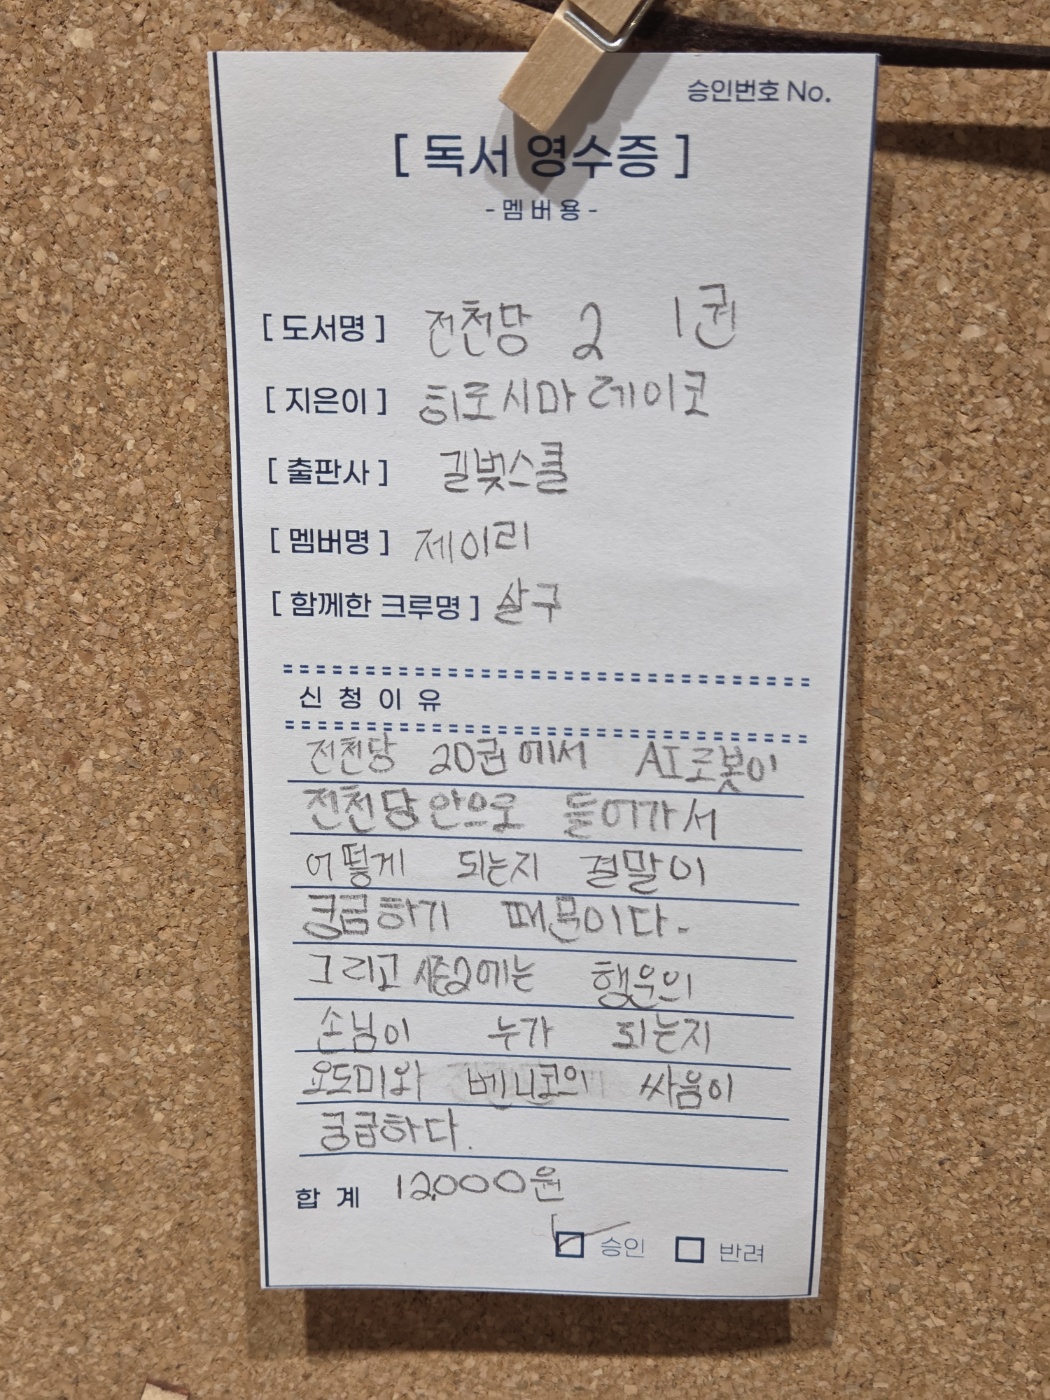 승인번호 No.
[ 독서 영수증 ]
- 멤버용 -
[ 도서명 ] 전천당 2 1권
[ 지은이 ] 히로시마 레이코
[ 출판사 ] 길벗스쿨
[ 멤버명 ] 제이리
[ 함께한 크루명 ] 살구
신청이유
전천당 20권에서 AI로봇이
전천당 안으로 들어가서
어떻게 되는지 결말이
궁금하기 때문이다.
그리고 시즌2에는 행운의
손님이 누가 되는지
요도미와 베니코의 싸움이
궁금하다.
합계 12,000원
승인 반려